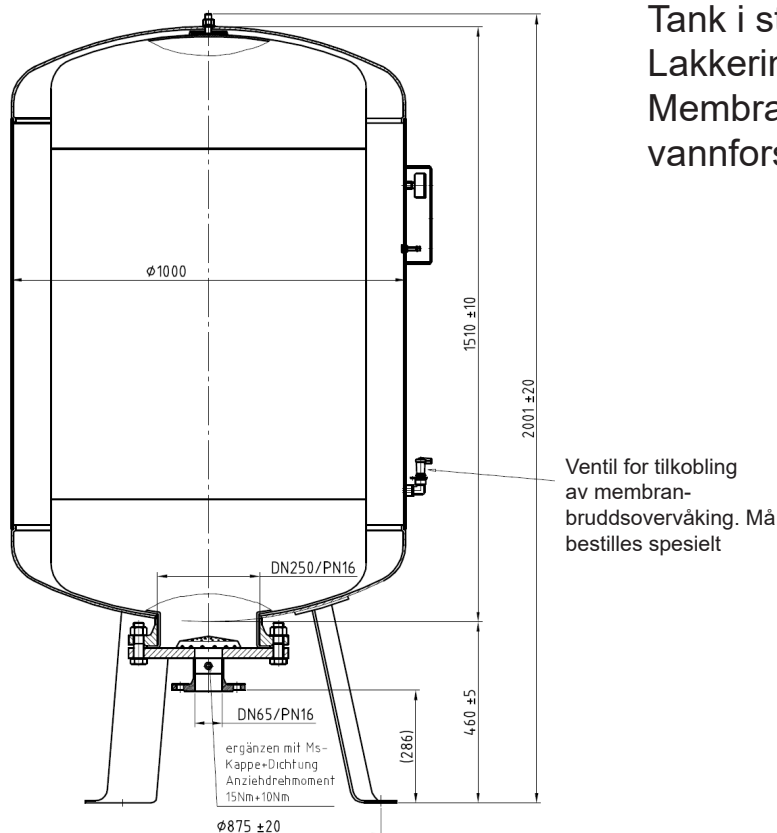 Tank i st
Lakkerin
Membra
vannfors
ø1000
1510 ±10
2001 ±20
Ventil for tilkobling
av membran-
bruddsovervåking. Må
bestilles spesielt
DN250/PN16
DN65/PN16
460 ±5
(286)
ergänzen mit Ms-
Kappe+Dichtung
Anziehdrehmoment
15Nm+10Nm
ø875 ±20